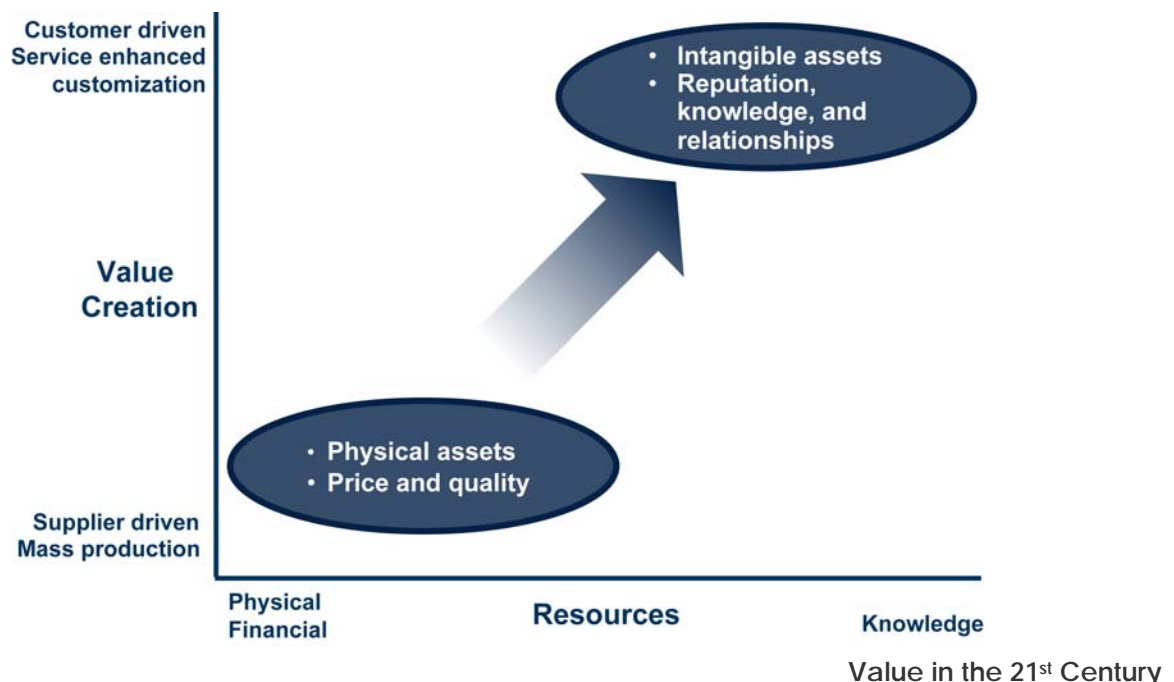 Customer driven
Service enhanced
customization
• Intangible assets
• Reputation,
knowledge, and
relationships
Value
Creation
• Physical assets
• Price and quality
Supplier driven
Mass production
Physical
Financial
Resources
Knowledge
Value in the 21st Century